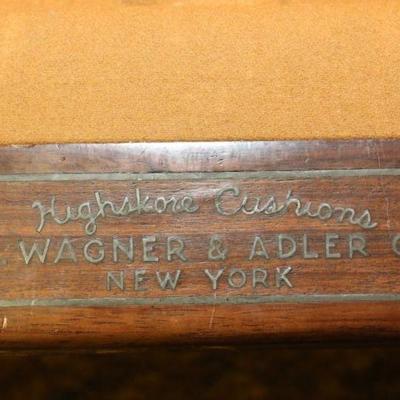 Highskore Cushions
. WAGNER & ADLER C
NEW YORK